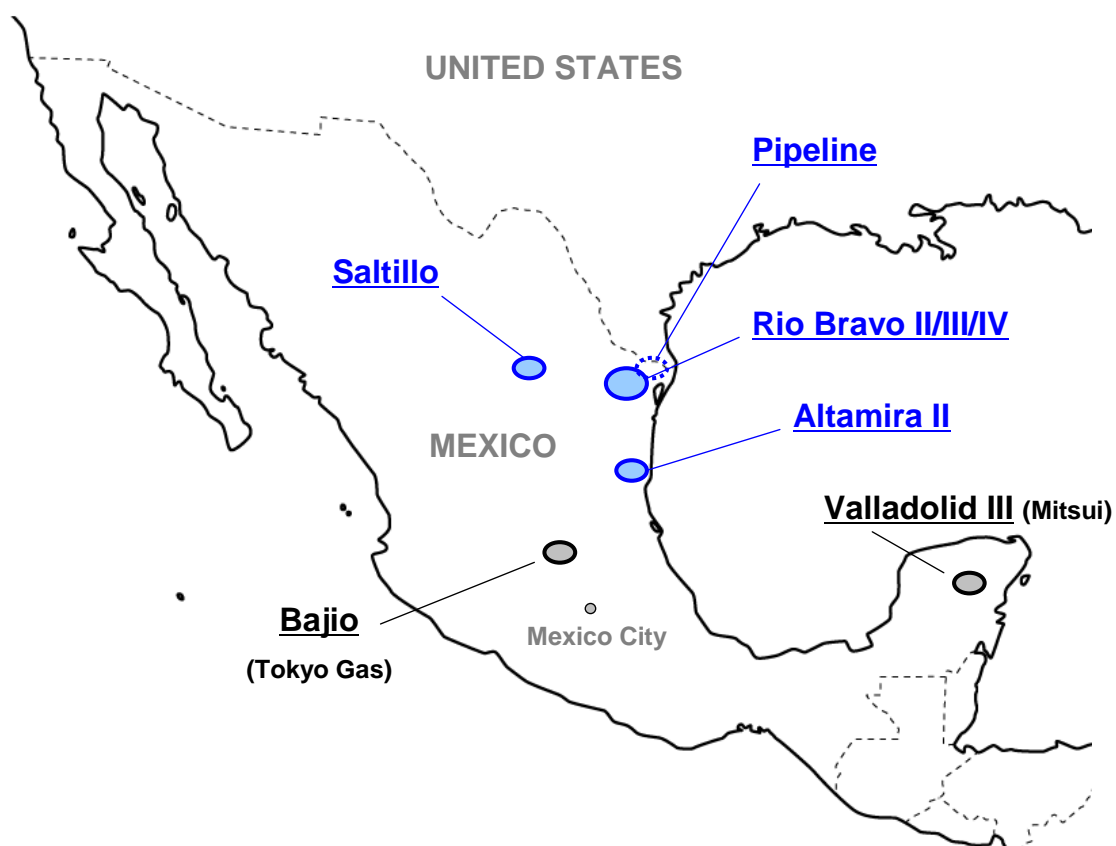 UNITED STATES
Pipeline
Saltillo
Rio Bravo II/III/IV
Altamira II
MEXICO
Valladolid III (Mitsui)
Bajio
(Tokyo Gas)
Mexico City